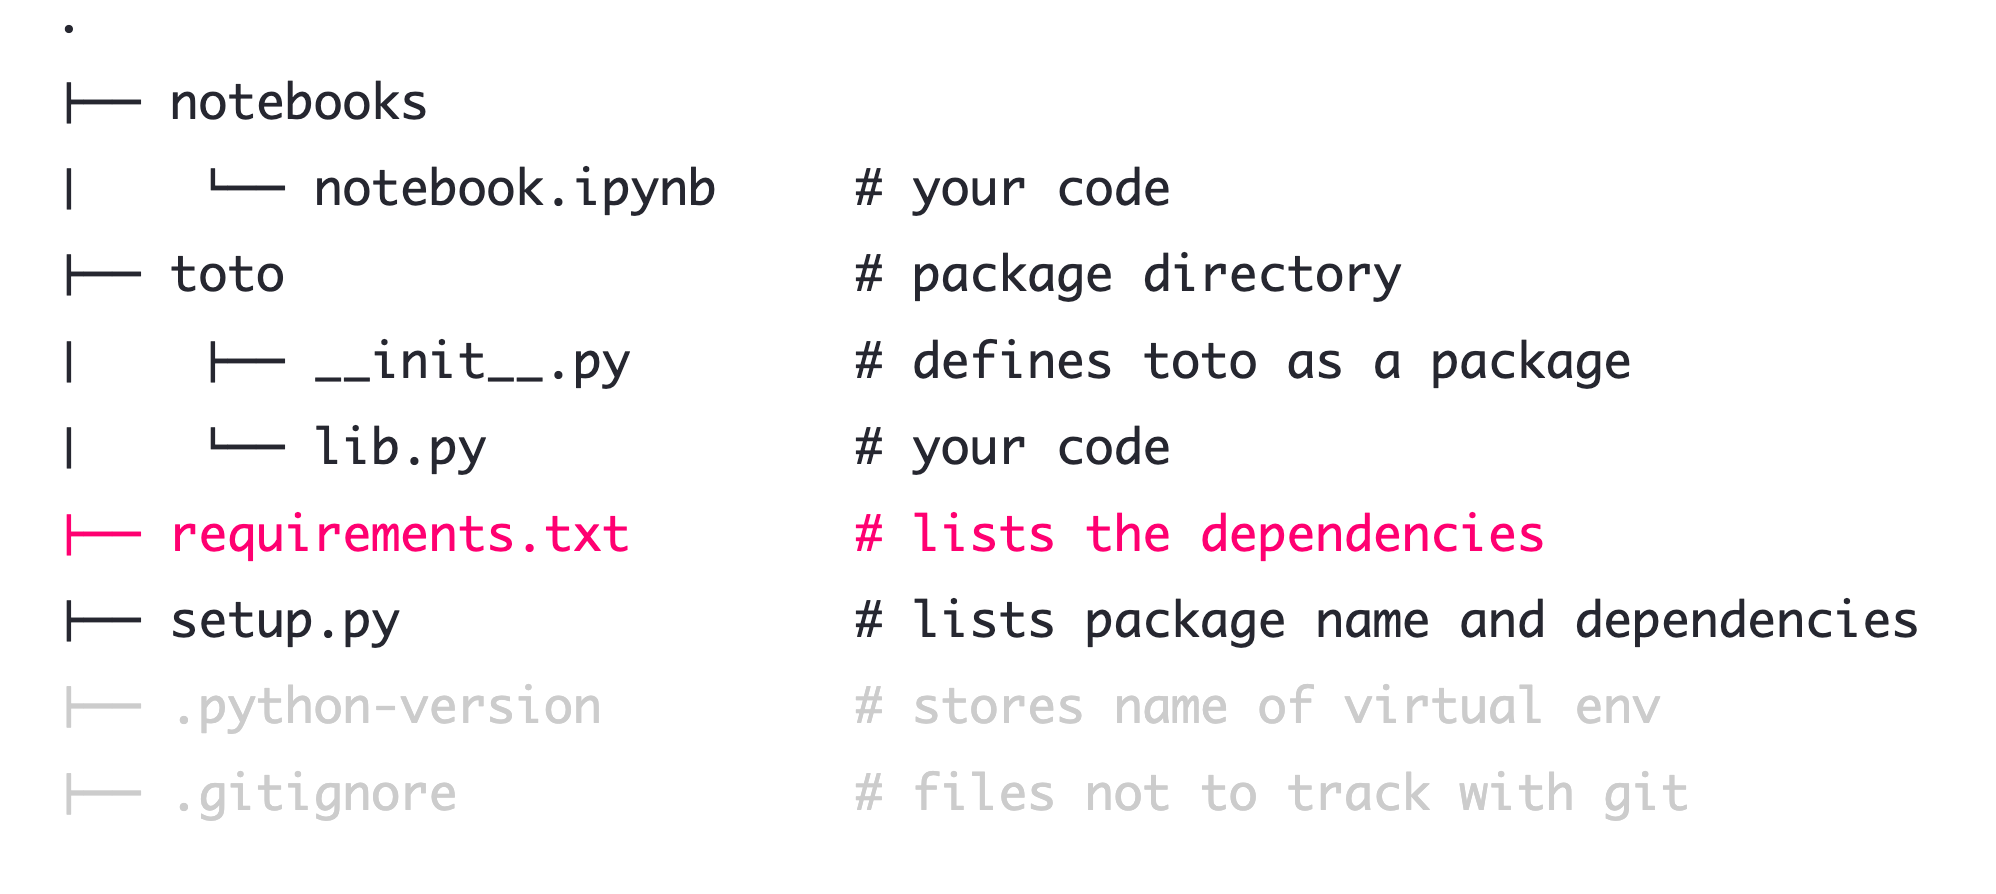 .
├── notebooks
|    └── notebook.ipynb     # your code
├── toto                    # package directory
|    ├── __init__.py        # defines toto as a package
|    └── lib.py             # your code
├── requirements.txt        # lists the dependencies
├── setup.py                # lists package name and dependencies
├── .python-version         # stores name of virtual env
├── .gitignore              # files not to track with git